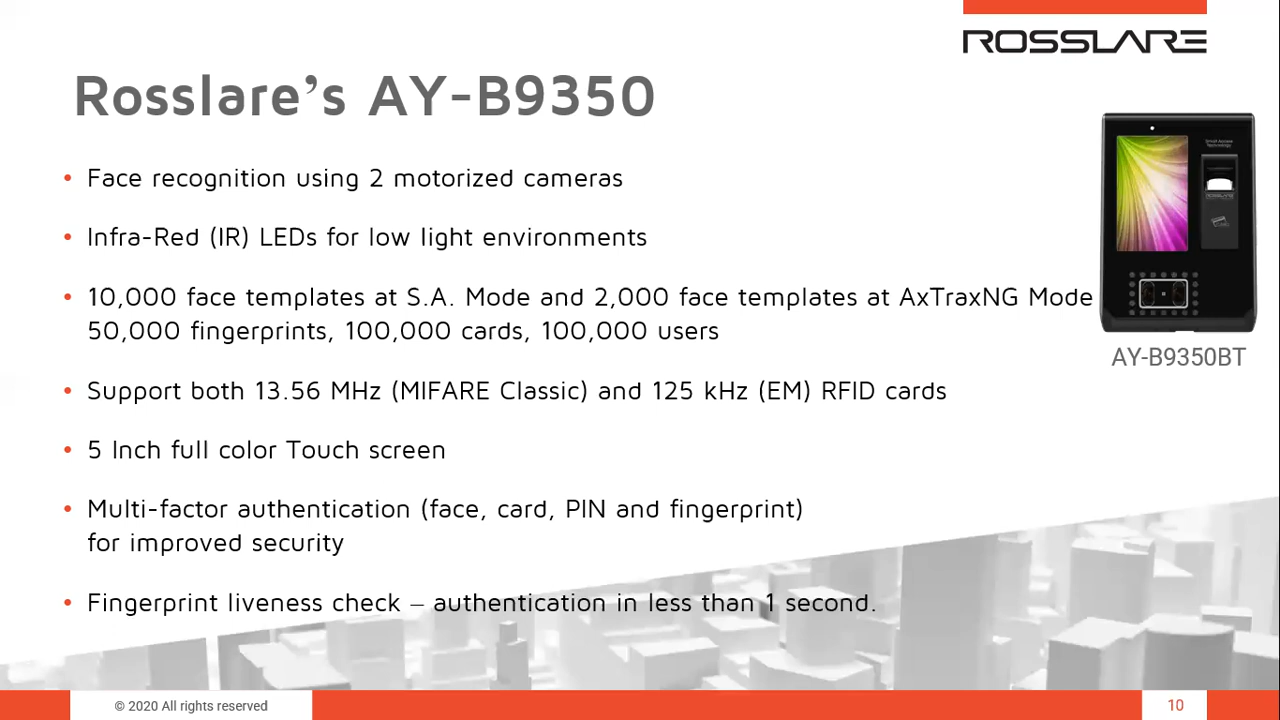 ROSSLARE
Rosslare’s AY-B9350
• Face recognition using 2 motorized cameras
• Infra-Red (IR) LEDs for low light environments
• 10,000 face templates at S.A. Mode and 2,000 face templates at AxTraxNG Mode
50,000 fingerprints, 100,000 cards, 100,000 users
• Support both 13.56 MHz (MIFARE Classic) and 125 kHz (EM) RFID cards
• 5 Inch full color Touch screen
• Multi-factor authentication (face, card, PIN and fingerprint)
for improved security
• Fingerprint liveness check – authentication in less than 1 second.
ROSSLARE
AY-B9350BT
© 2020 All rights reserved
10